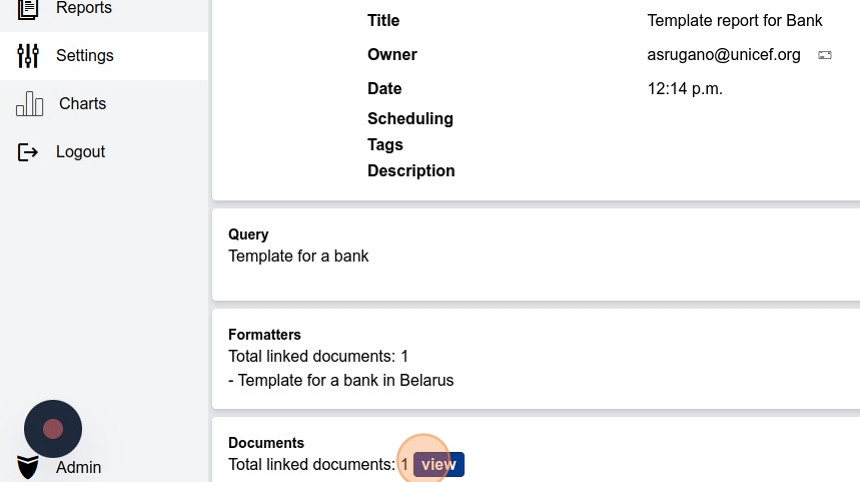 Reports
Settings
Charts
Logout
Admin
Title Template report for Bank
Owner asrugano@unicef.org
Date 12:14 p.m.
Scheduling
Tags
Description
Query
Template for a bank
Formatters
Total linked documents: 1
- Template for a bank in Belarus
Documents
Total linked documents: 1 view